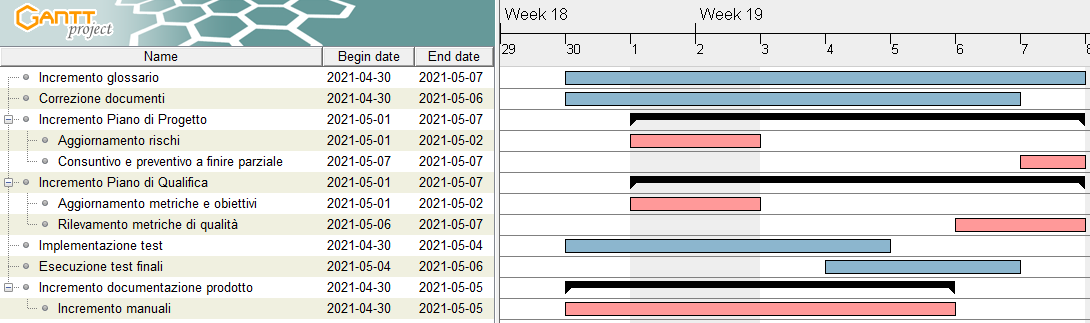 GANTT
project
Week 18
Week 19
29 30 1 2 3 4 5 6 7 8
Name Begin date End date
Incremento glossario 2021-04-30 2021-05-07
Correzione documenti 2021-04-30 2021-05-06
Incremento Piano di Progetto 2021-05-01 2021-05-07
Aggiornamento rischi 2021-05-01 2021-05-02
Consuntivo e preventivo a finire parziale 2021-05-07 2021-05-07
Incremento Piano di Qualifica 2021-05-01 2021-05-07
Aggiornamento metriche e obiettivi 2021-05-01 2021-05-02
Rilevamento metriche di qualità 2021-05-06 2021-05-07
Implementazione test 2021-04-30 2021-05-04
Esecuzione test finali 2021-05-04 2021-05-06
Incremento documentazione prodotto 2021-04-30 2021-05-05
Incremento manuali 2021-04-30 2021-05-05